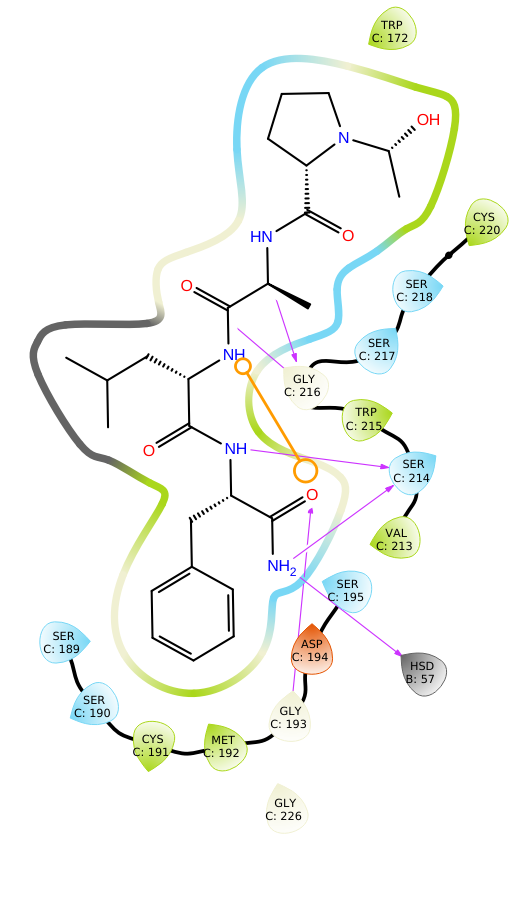 TRP
C: 172
OH
N
CYS
C: 220
HN
O
SER
C: 218
O
SER
C: 217
NH
GLY
C: 216
TRP
C: 215
O
NH
SER
C: 214
O
VAL
C: 213
NH2
SER
C: 195
SER
C: 189
ASP
C: 194
HSD
B: 57
SER
C: 190
GLY
C: 193
CYS
C: 191
MET
C: 192
GLY
C: 226